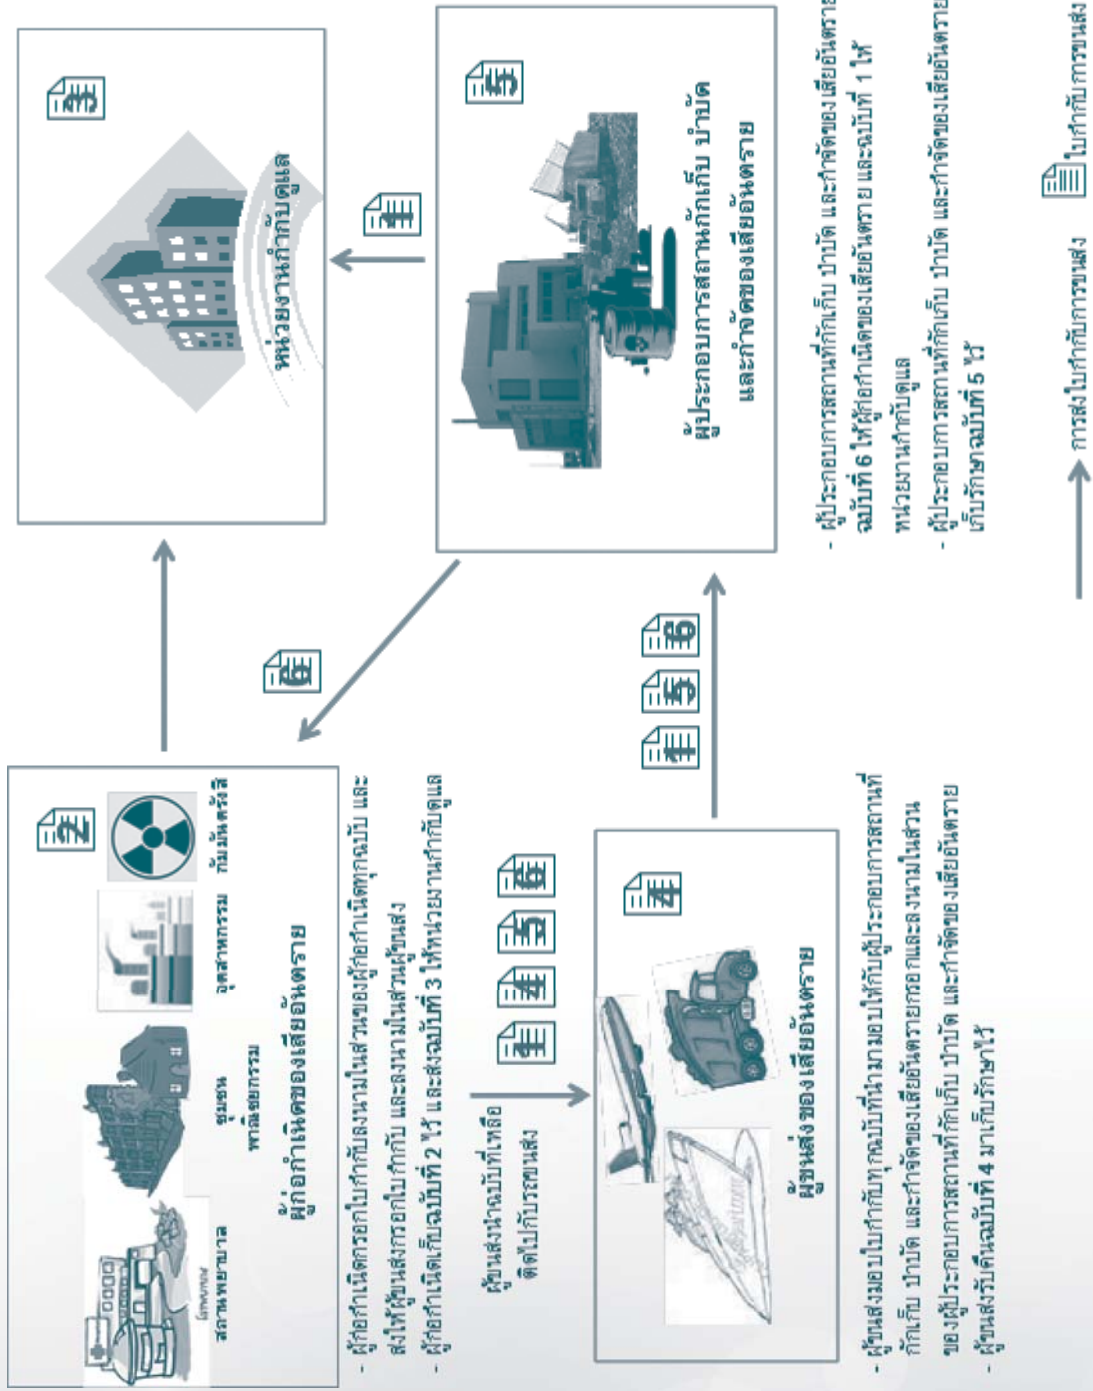 2
สถานพยาบาล
ชุมชน
พาณิชยกรรม
อุตสาหกรรม
กัมมันตรังสี
ผู้ก่อกำเนิดของเสียอันตราย
- ผู้ก่อกำเนิดกรอกใบกำกับลงนามในส่วนของผู้ก่อกำเนิดทุกฉบับ และ
ส่งให้ผู้ขนส่งกรอกใบกำกับ และลงนามในส่วนผู้ขนส่ง
- ผู้ก่อกำเนิดเก็บฉบับที่ 2 ไว้ และส่งฉบับที่ 3 ให้หน่วยงานกำกับดูแล
3
หน่วยงานกำกับดูแล
6
1
ผู้ขนส่งนำฉบับที่เหลือ
ติดไปกับรถขนส่ง
1 4 5 6
4
ผู้ขนส่งของเสียอันตราย
- ผู้ขนส่งมอบใบกำกับทุกฉบับที่นำมามอบให้กับผู้ประกอบการสถานที่
กักเก็บ บำบัด และกำจัดของเสียอันตรายกรอกและลงนามในส่วน
ของผู้ประกอบการสถานที่กักเก็บ บำบัด และกำจัดของเสียอันตราย
- ผู้ขนส่งรับคืนฉบับที่ 4 มาเก็บรักษาไว้
1 5 6
5
ผู้ประกอบการสถานกักเก็บ บำบัด
และกำจัดของเสียอันตราย
- ผู้ประกอบการสถานที่กักเก็บ บำบัด และกำจัดของเสียอันตราย
ฉบับที่ 6 ให้ผู้ก่อกำเนิดของเสียอันตราย และฉบับที่ 1 ให้
หน่วยงานกำกับดูแล
- ผู้ประกอบการสถานที่กักเก็บ บำบัด และกำจัดของเสียอันตราย
เก็บรักษาฉบับที่ 5 ไว้
การส่งใบกำกับการขนส่ง
ใบกำกับการขนส่ง